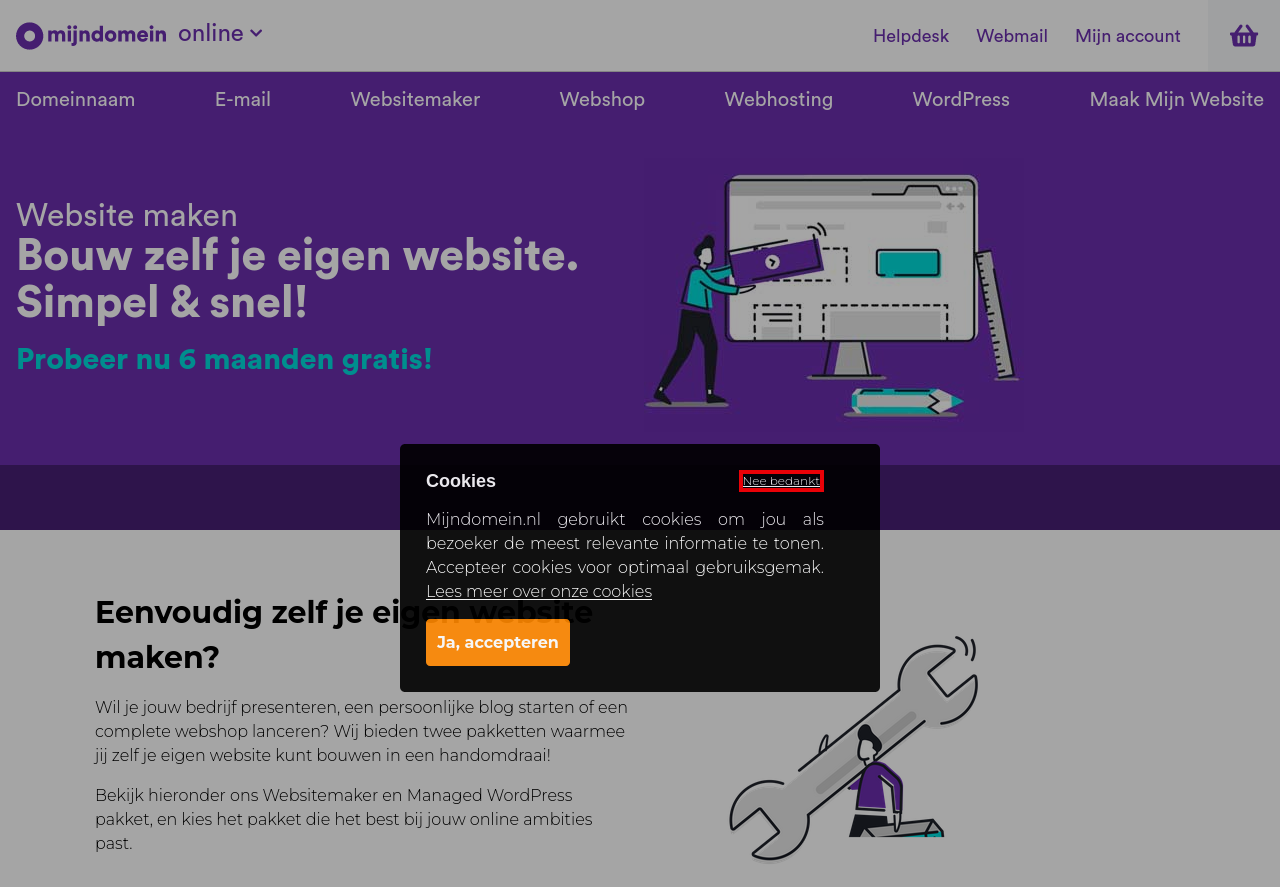 mijndomein online
Helpdesk
Webmail
Mijn account
Domeinnaam
E-mail
Websitemaker
Webshop
Webhosting
WordPress
Maak Mijn Website
Website maken
Bouw zelf je eigen website.
Simpel & snel!
Probeer nu 6 maanden gratis!
Cookies
Nee bedankt
Mijndomein.nl gebruikt cookies om jou als
bezoeker de meest relevante informatie te tonen.
Accepteer cookies voor optimaal gebruiksgemak.
Lees meer over onze cookies
Ja, accepteren
Eenvoudig zelf je eigen website
maken?
Wil je jouw bedrijf presenteren, een persoonlijke blog starten of een
complete webshop lanceren? Wij bieden twee pakketten waarmee
jij zelf je eigen website kunt bouwen in een handomdraai!
Bekijk hieronder ons Websitemaker en Managed WordPress
pakket, en kies het pakket die het best bij jouw online ambities
past.